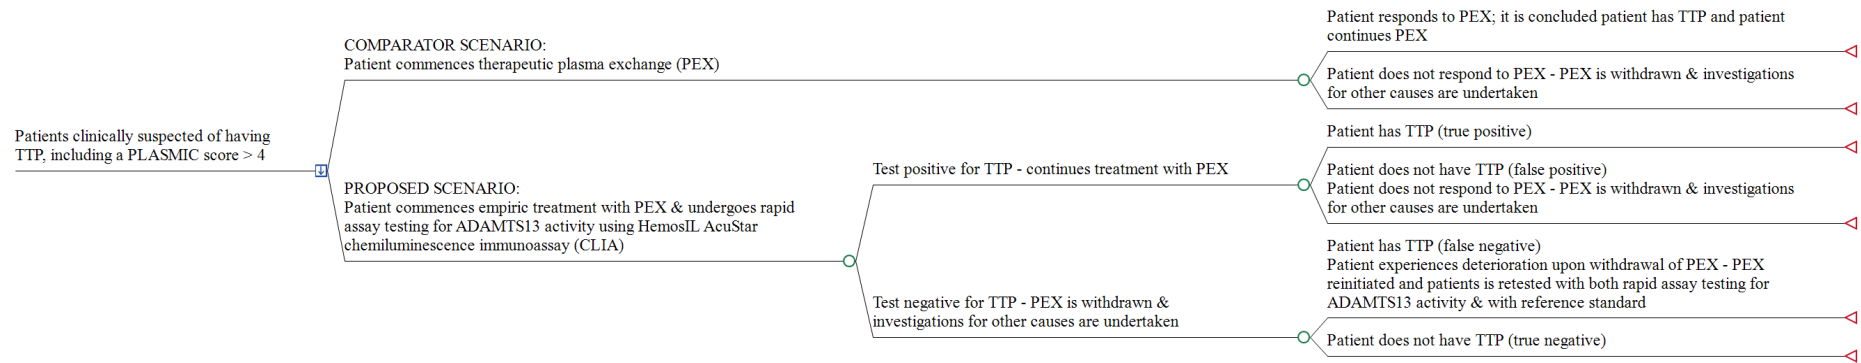 Patient responds to PEX; it is concluded patient has TTP and patient
continues PEX
COMPARATOR SCENARIO:
Patient commences therapeutic plasma exchange (PEX)
Patient does not respond to PEX - PEX is withdrawn & investigations
for other causes are undertaken
Patients clinically suspected of having
TTP, including a PLASMIC score > 4
Patient has TTP (true positive)
Test positive for TTP - continues treatment with PEX
Patient does not have TTP (false positive)
Patient does not respond to PEX - PEX is withdrawn & investigations
for other causes are undertaken
PROPOSED SCENARIO:
Patient commences empiric treatment with PEX & undergoes rapid
assay testing for ADAMTS13 activity using HemosIL AcuStar
chemiluminescence immunoassay (CLIA)
Patient has TTP (false negative)
Patient experiences deterioration upon withdrawal of PEX - PEX
reinitiated and patients is retested with both rapid assay testing for
ADAMTS13 activity & with reference standard
Test negative for TTP - PEX is withdrawn &
investigations for other causes are undertaken
Patient does not have TTP (true negative)